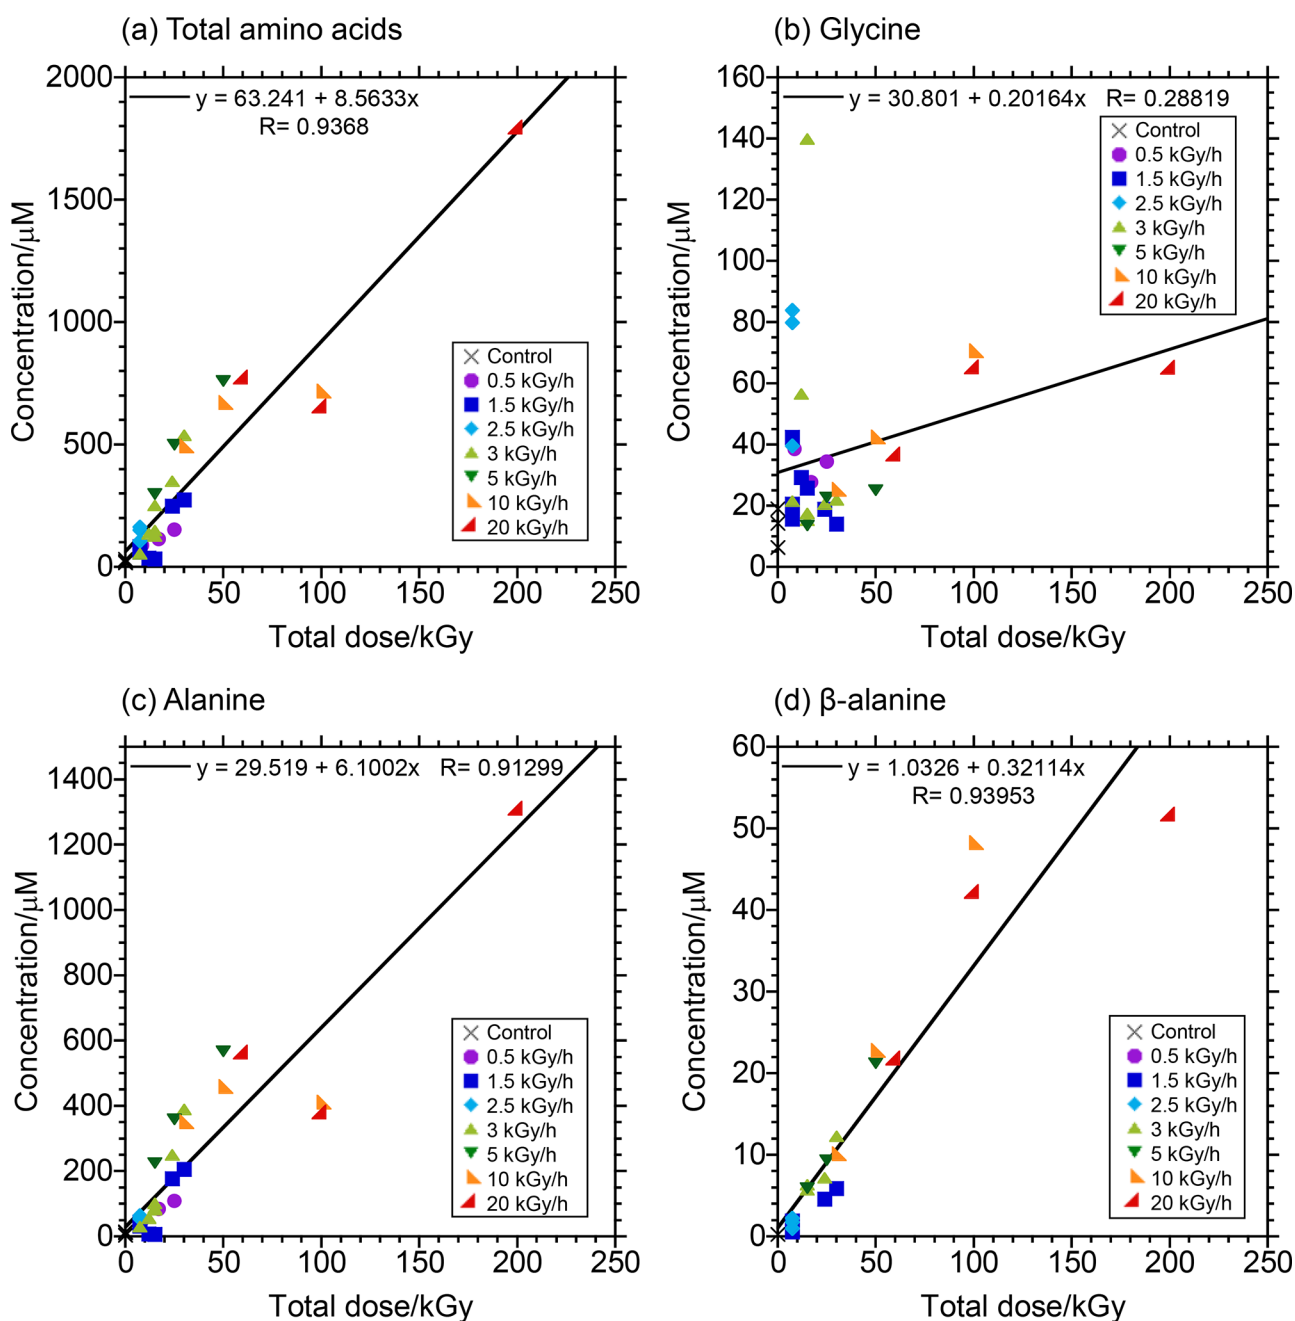 (a) Total amino acids
2000
1500
1000
500
0
0 50 100 150 200 250
Concentration/μM
Total dose/kGy
y = 63.241 + 8.5633x
R= 0.9368
Control
0.5 kGy/h
1.5 kGy/h
2.5 kGy/h
3 kGy/h
5 kGy/h
10 kGy/h
20 kGy/h
(b) Glycine
160
140
120
100
80
60
40
20
0
0 50 100 150 200 250
Concentration/μM
Total dose/kGy
y = 30.801 + 0.20164x R= 0.28819
Control
0.5 kGy/h
1.5 kGy/h
2.5 kGy/h
3 kGy/h
5 kGy/h
10 kGy/h
20 kGy/h
(c) Alanine
1400
1200
1000
800
600
400
200
0
0 50 100 150 200 250
Concentration/μM
Total dose/kGy
y = 29.519 + 6.1002x R= 0.91299
Control
0.5 kGy/h
1.5 kGy/h
2.5 kGy/h
3 kGy/h
5 kGy/h
10 kGy/h
20 kGy/h
(d) β-alanine
60
50
40
30
20
10
0
0 50 100 150 200 250
Concentration/μM
Total dose/kGy
y = 1.0326 + 0.32114x
R= 0.93953
Control
0.5 kGy/h
1.5 kGy/h
2.5 kGy/h
3 kGy/h
5 kGy/h
10 kGy/h
20 kGy/h